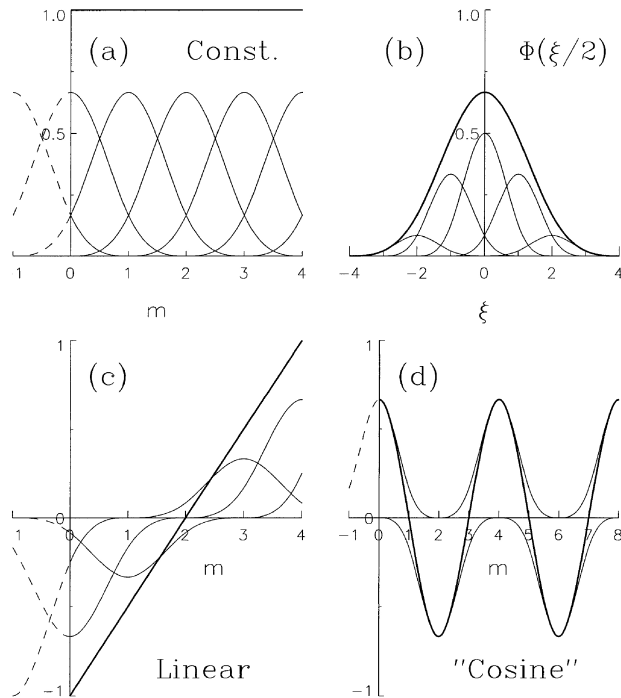 1.0
(a) Const.
0.5
1 0 1 2 3 4
m
1.0
(b) Φ(ξ/2)
0.5
−4 −2 0 2 4
ξ
1
(c)
0
1 0 1 2 3 4
m
Linear
−1
1
(d)
0
−1 0 1 2 3 4 5 6 7 8
m
"Cosine"
−1